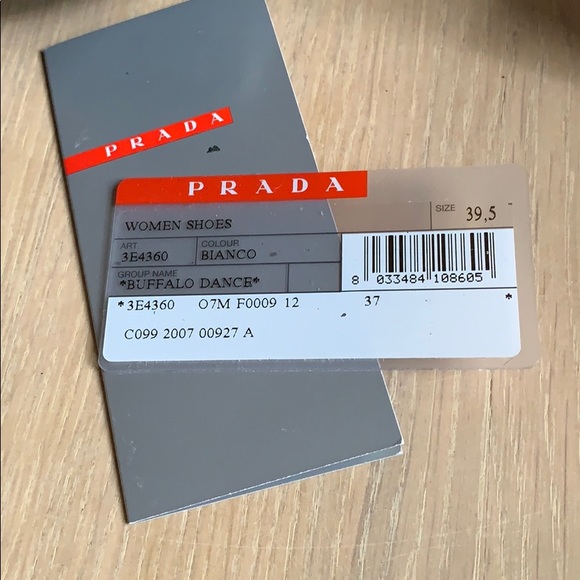 PRADA
PRADA
WOMEN SHOES
SIZE 39,5
ART
3E4360
COLOUR
BIANCO
GROUP NAME
*BUFFALO DANCE*
8 033484 108605
*3E4360 O7M F0009 12 37 *
C099 2007 00927 A